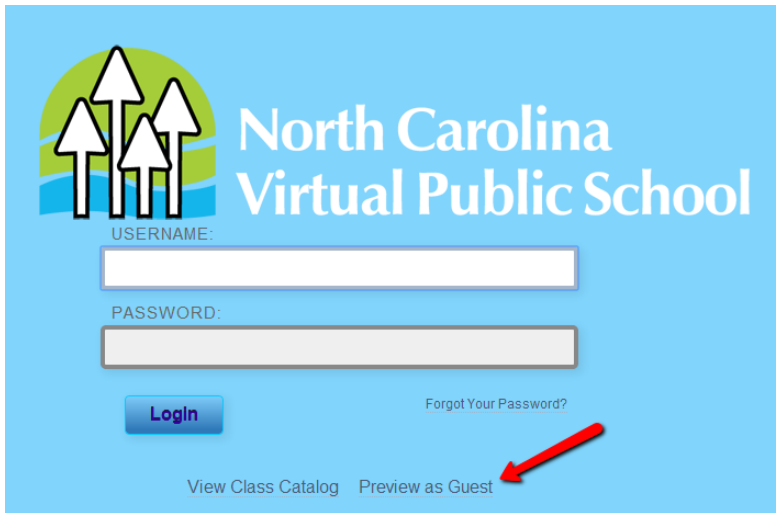 North Carolina
Virtual Public School
USERNAME:
PASSWORD:
Login
Forgot Your Password?
View Class Catalog Preview as Guest